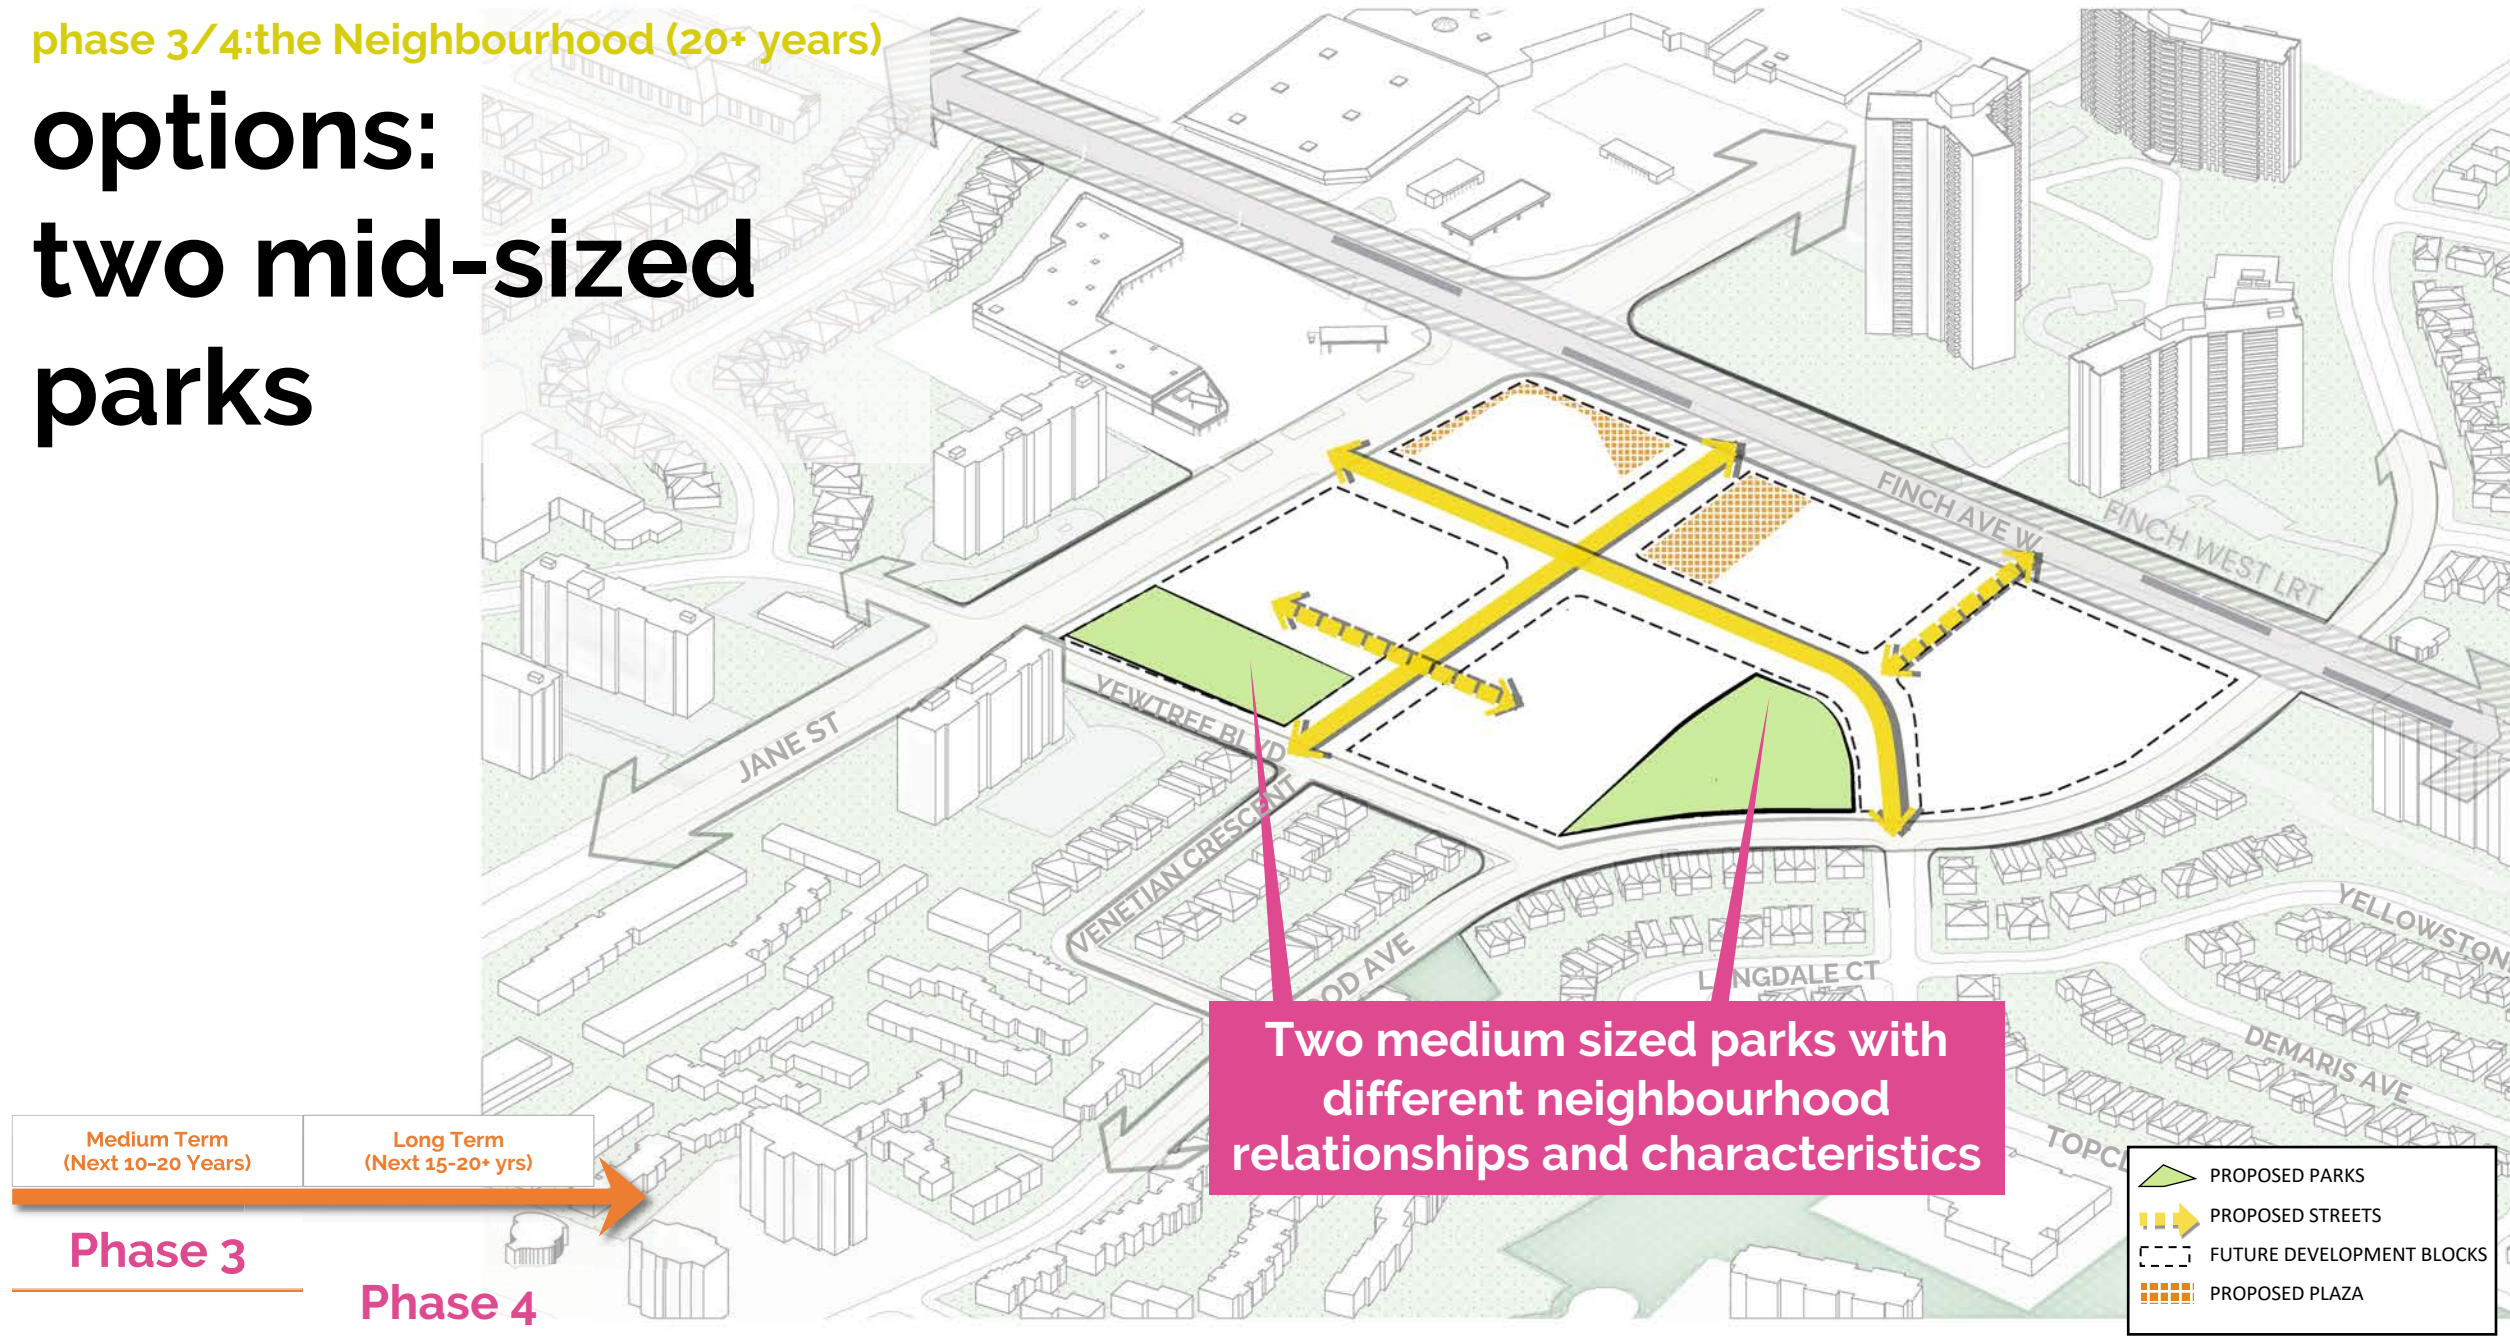 phase 3/4:the Neighbourhood (20+ years)
options:
two mid-sized
parks
FINCH AVE W
FINCH WEST LRT
JANE ST
YEWTREE BLVD
VENETIAN CRESCENT
OOD AVE
LONGDALE CT
YELLOWSTON
DEMARIS AVE
TOPCL
Two medium sized parks with
different neighbourhood
relationships and characteristics
Medium Term
(Next 10-20 Years)
Long Term
(Next 15-20+ yrs)
Phase 3
Phase 4
PROPOSED PARKS
PROPOSED STREETS
FUTURE DEVELOPMENT BLOCKS
PROPOSED PLAZA